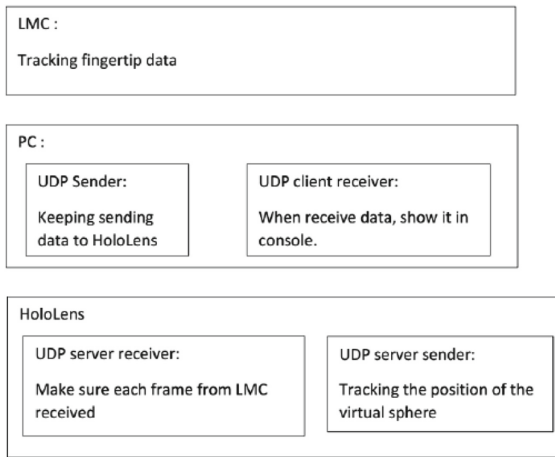 LMC :
Tracking fingertip data
PC :
UDP Sender:
Keeping sending
data to HoloLens
UDP client receiver:
When receive data, show it in
console.
HoloLens
UDP server receiver:
Make sure each frame from LMC
received
UDP server sender:
Tracking the position of the
virtual sphere